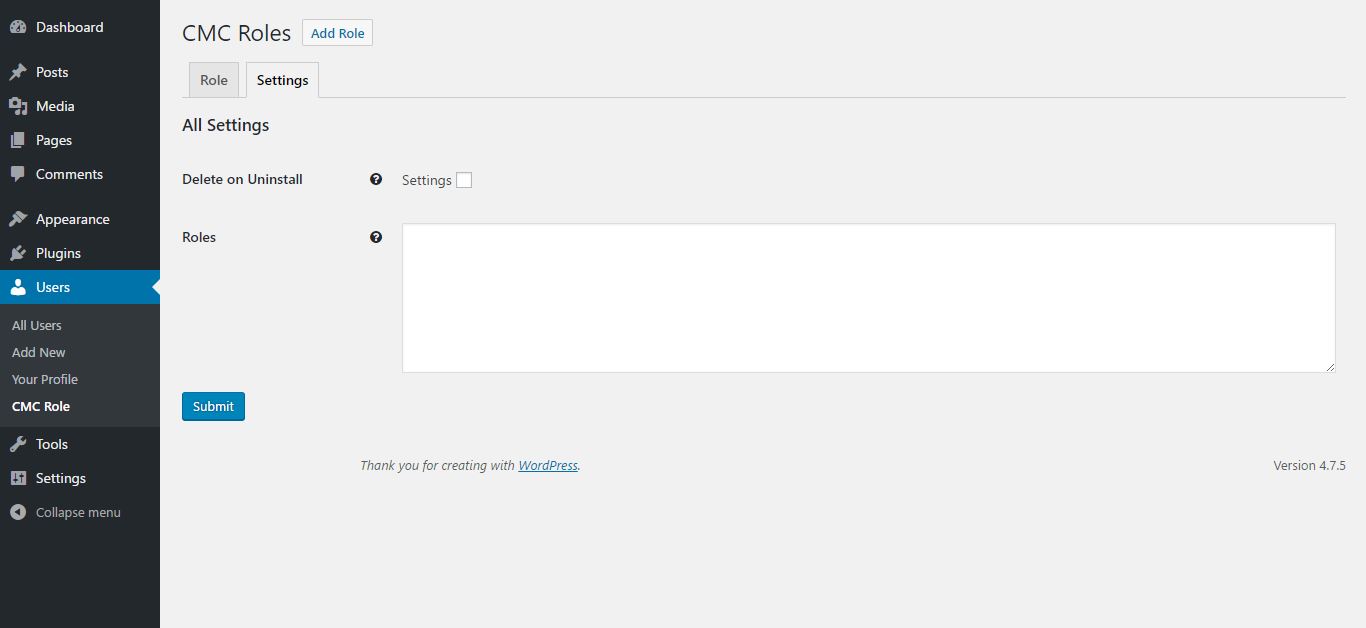 Dashboard
Posts
Media
Pages
Comments
Appearance
Plugins
Users
All Users
Add New
Your Profile
CMC Role
Tools
Settings
Collapse menu
CMC Roles Add Role
Role Settings
All Settings
Delete on Uninstall ? Settings
Roles ?
Submit
Thank you for creating with WordPress. Version 4.7.5